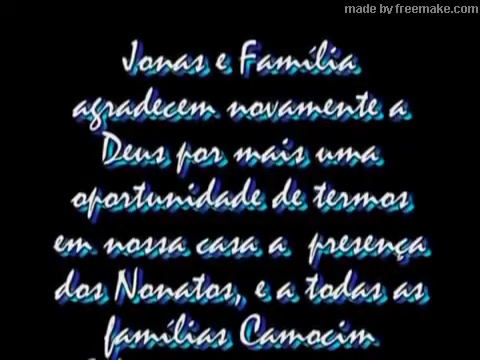 made by freemake.com
Jonas e Família
agradecem novamente a
Deus por mais uma
oportunidade de termos
em nossa casa a presença
dos Nonatos, e a todas as
famílias Camocim